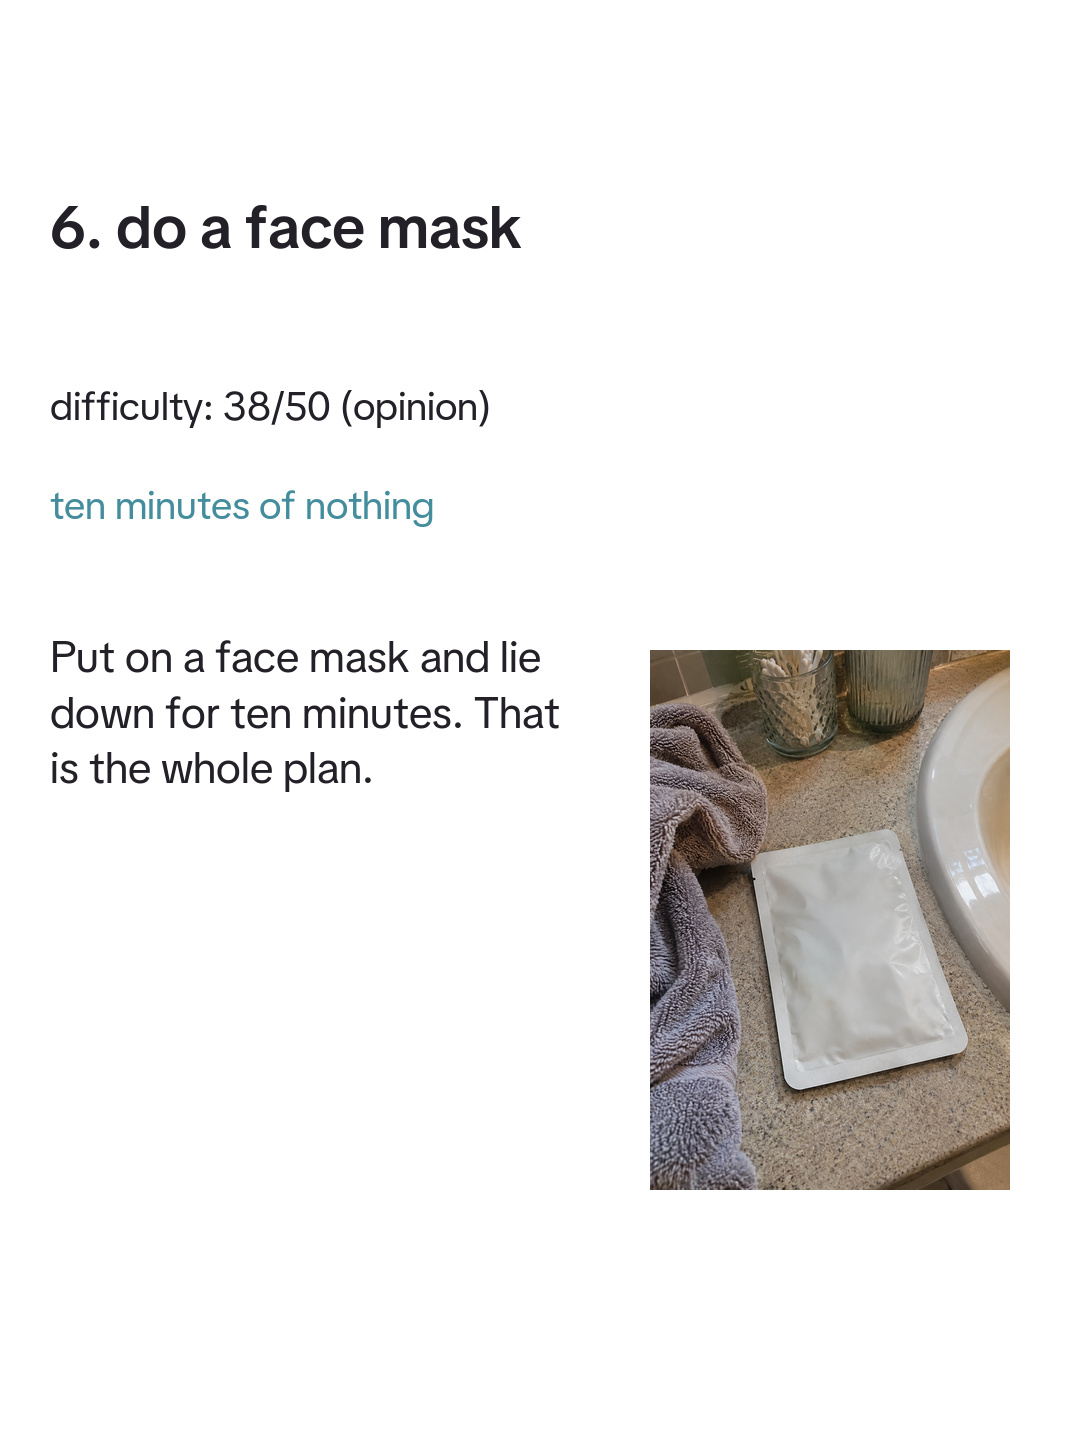 6. do a face mask
difficulty: 38/50 (opinion)
ten minutes of nothing
Put on a face mask and lie
down for ten minutes. That
is the whole plan.